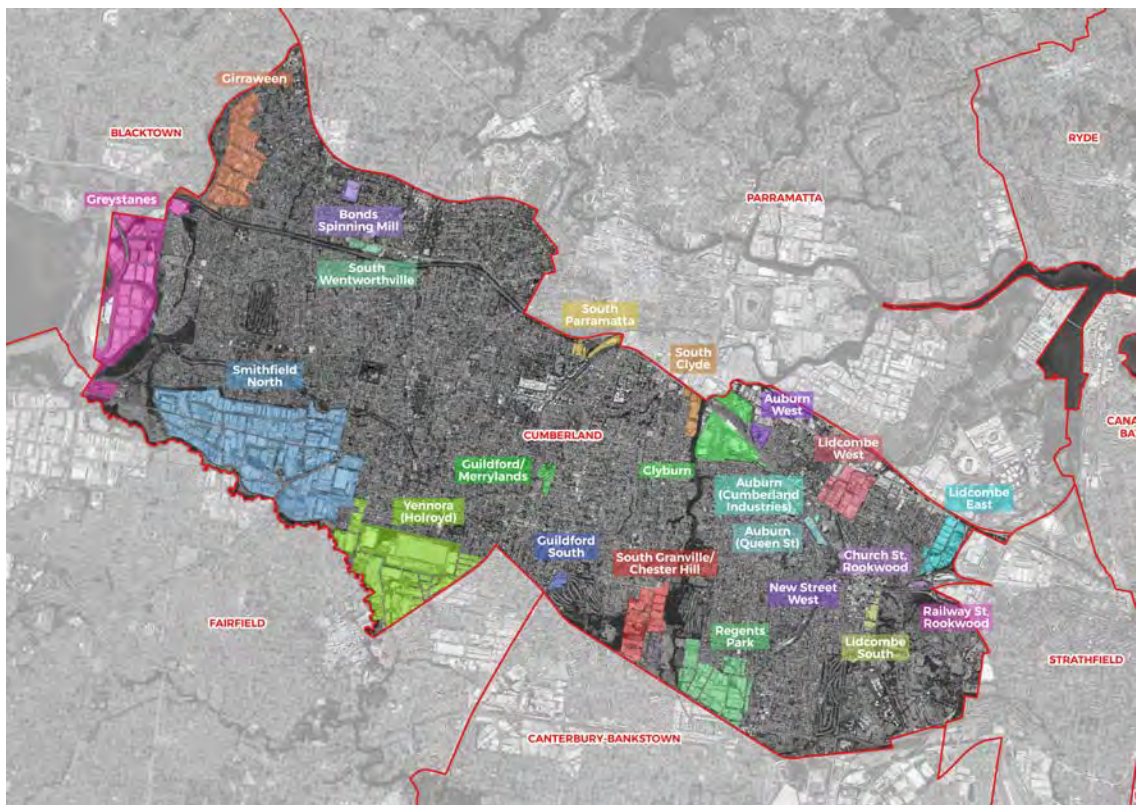 Girraween
BLACKTOWN
RYDE
Greystanes
PARRAMATTA
Bonds
Spinning Mill
South
Wentworthville
South
Parramatta
South
Clyde
Smithfield
North
Auburn
West
CUMBERLAND
Lidcombe
West
Guildford/
Merrylands
Clyburn
Auburn
(Cumberland
Industries)
Lidcombe
East
Yennora
(Holroyd)
Auburn
(Queen St)
Guildford
South
South Granville/
Chester Hill
Church St,
Rookwood
New Street
West
Railway St,
Rookwood
FAIRFIELD
Regents
Park
Lidcombe
South
STRATHFIELD
CANTERBURY-BANKSTOWN
CANA
BA